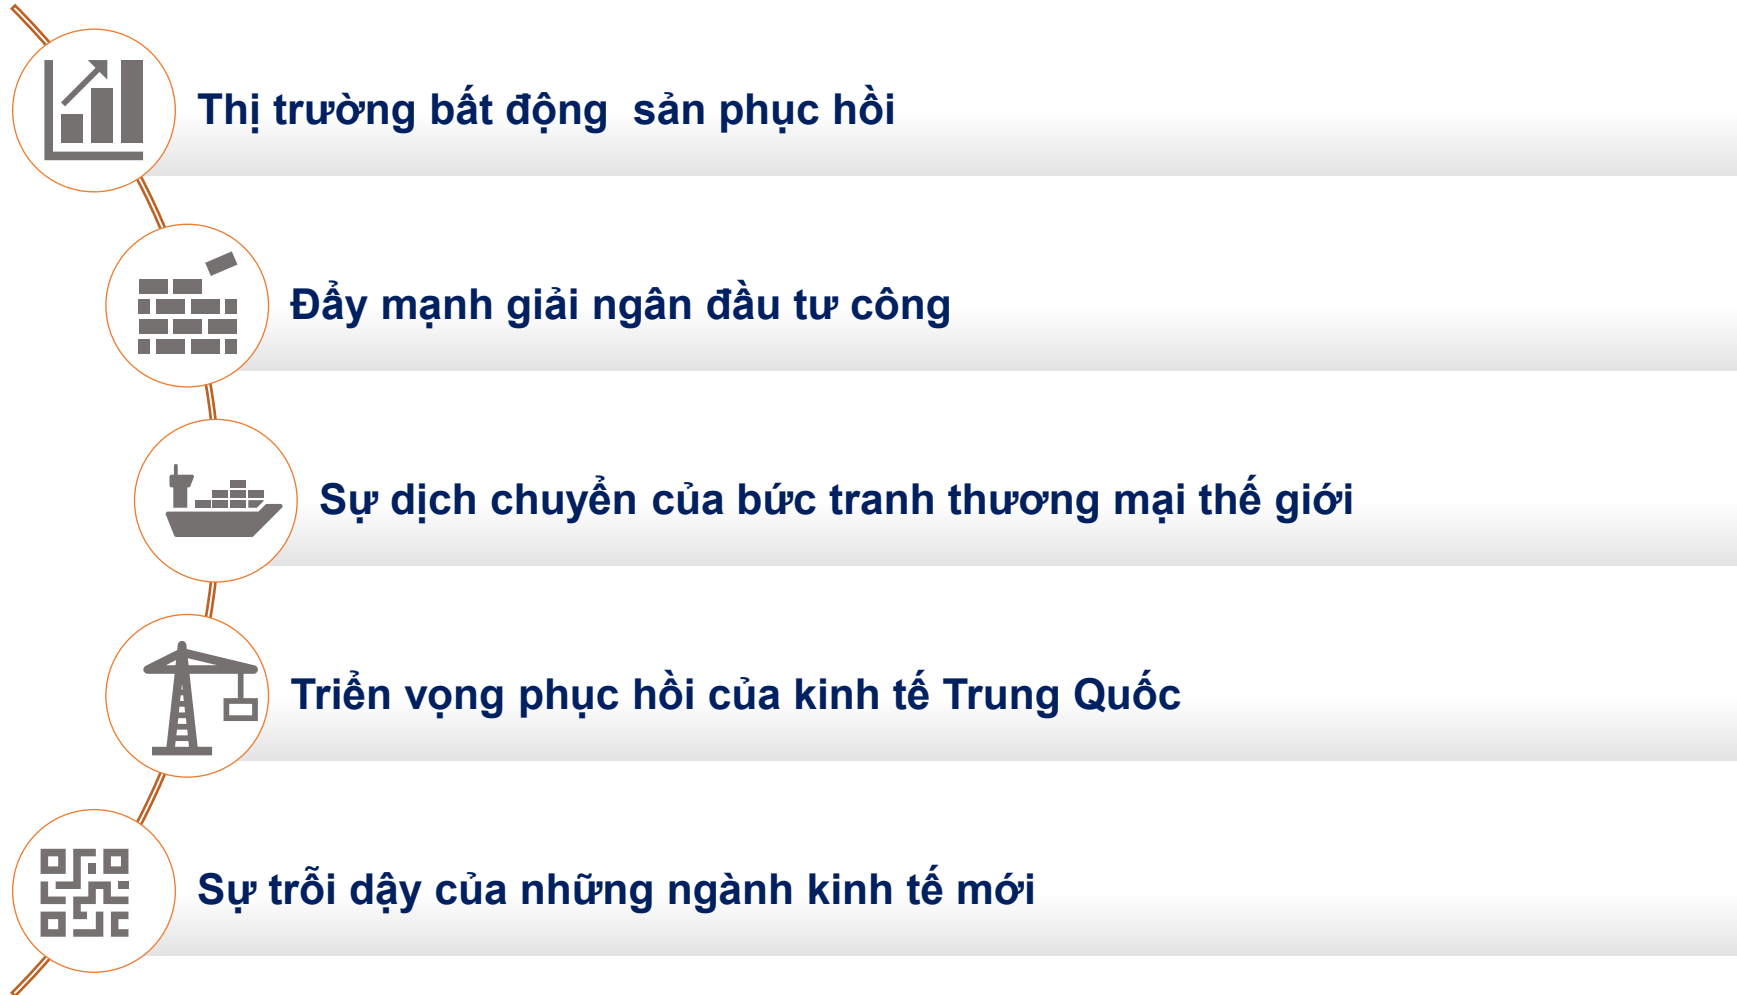 Thị trường bất động  sản phục hồi
Đẩy mạnh giải ngân đầu tư công
Sự dịch chuyển của bức tranh thương mại thế giới
Triển vọng phục hồi của kinh tế Trung Quốc
Sự trỗi dậy của những ngành kinh tế mới